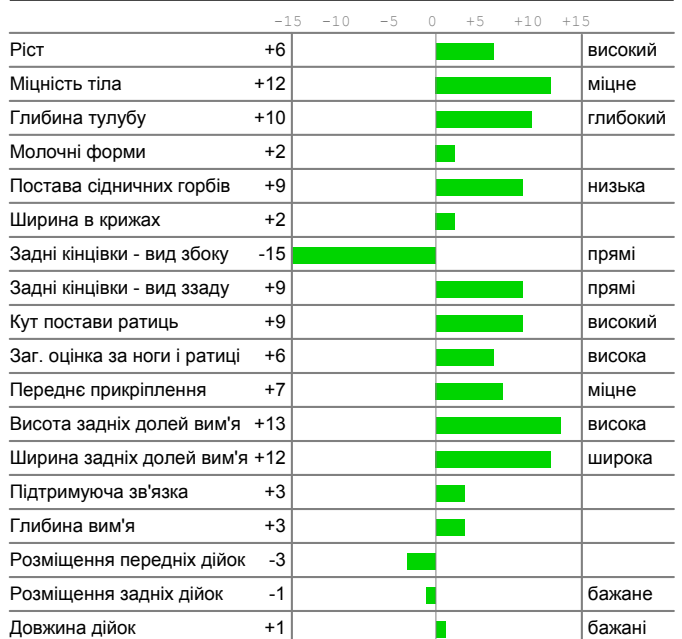 -15 -10 -5 0 +5 +10 +15
Ріст +6 високий
Міцність тіла +12 міцне
Глибина тулубу +10 глибокий
Молочні форми +2
Постава сідничних горбів +9 низька
Ширина в крижах +2
Задні кінцівки - вид збоку -15 прямі
Задні кінцівки - вид ззаду +9 прямі
Кут постави ратиць +9 високий
Заг. оцінка за ноги і ратиці +6 висока
Переднє прикріплення +7 міцне
Висота задніх долей вим'я +13 висока
Ширина задніх долей вим'я +12 широка
Підтримуюча зв'язка +3
Глибина вим'я +3
Розміщення передніх дійок -3
Розміщення задніх дійок -1 бажане
Довжина дійок +1 бажані